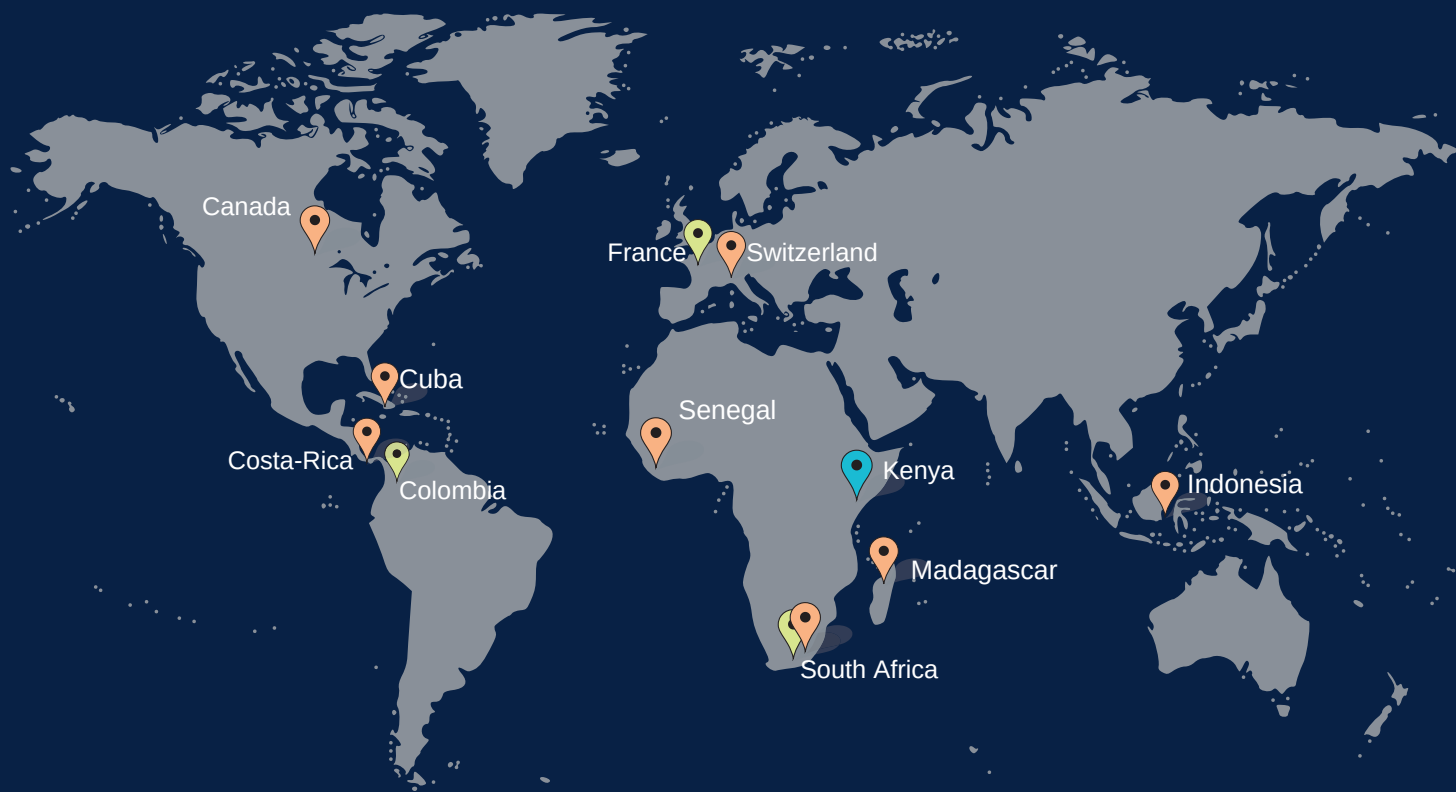 Canada
France
Switzerland
Cuba
Senegal
Costa-Rica
Kenya
Colombia
Indonesia
Madagascar
South Africa